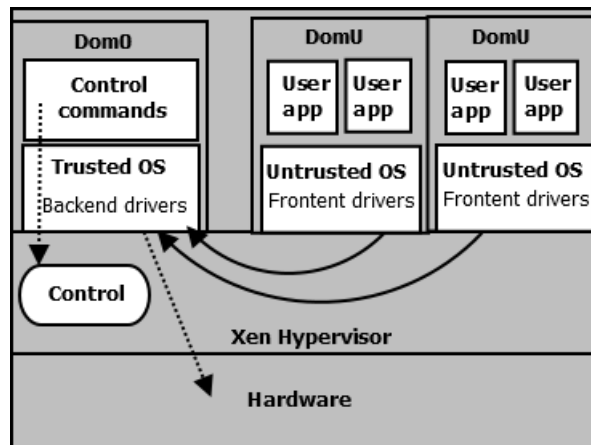 Dom0
Control
commands
Trusted OS
Backend drivers
DomU
User
app
User
app
Untrusted OS
Frontent drivers
DomU
User
app
User
app
Untrusted OS
Frontent drivers
Control
Xen Hypervisor
Hardware